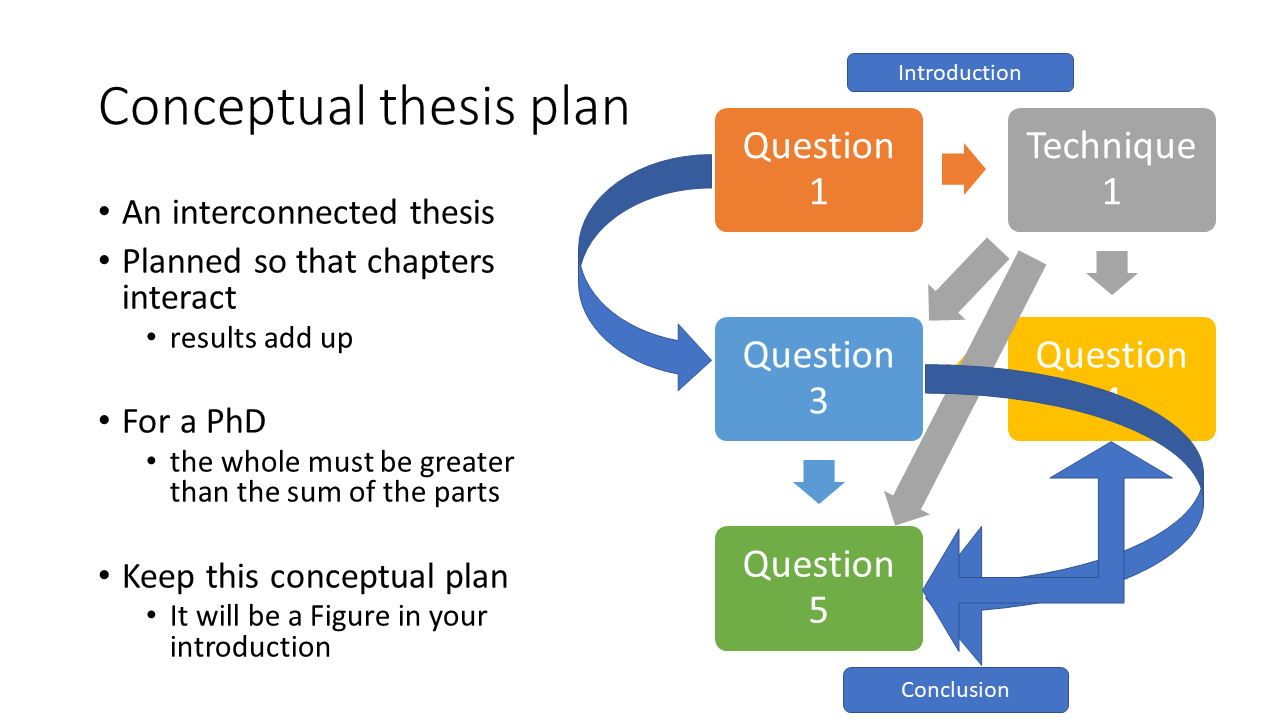 Conceptual thesis plan
• An interconnected thesis
• Planned so that chapters
interact
• results add up
• For a PhD
• the whole must be greater
than the sum of the parts
• Keep this conceptual plan
• It will be a Figure in your
introduction
Introduction
Question
1
Technique
1
Question
3
Question
Question
5
Conclusion